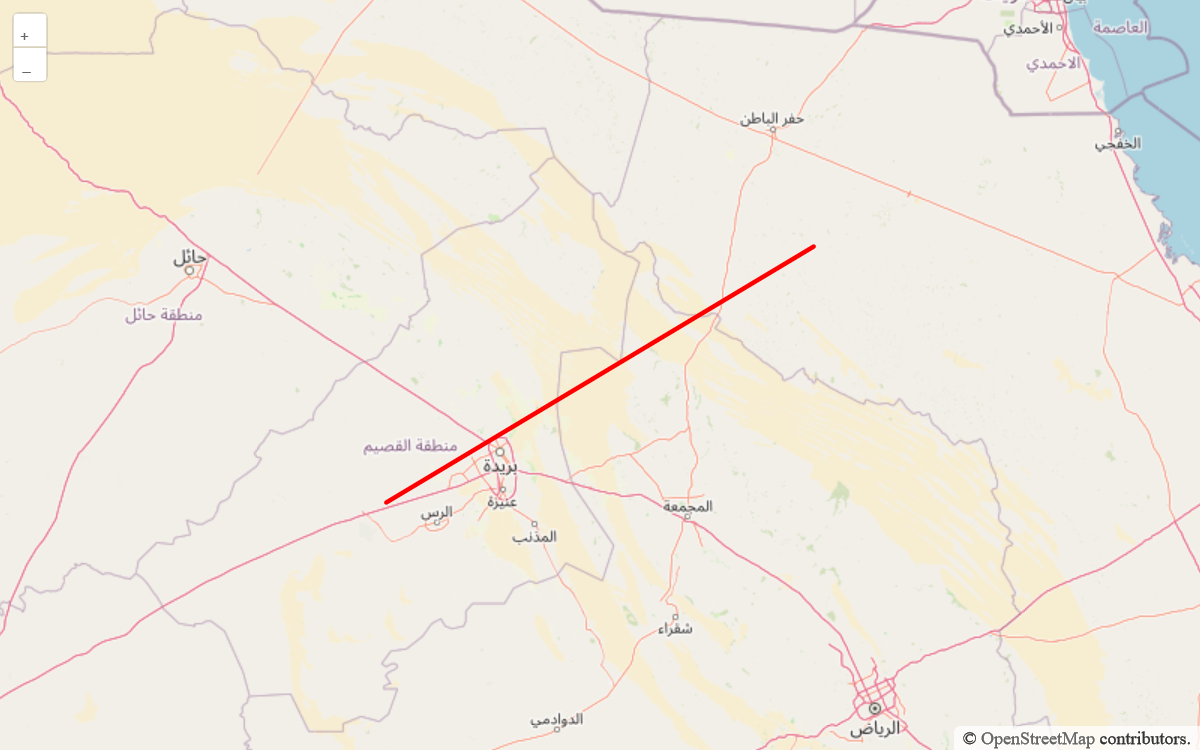 +
−
الأحمدي
العاصمة
الاحمدي
حفر الباطن
الخفجي
حائل
منطقة حائل
منطقة القصيم
بريدة
عنيزة
الرس
المجمعة
المذنب
شقراء
الدوادمي
الرياض
© OpenStreetMap contributors.